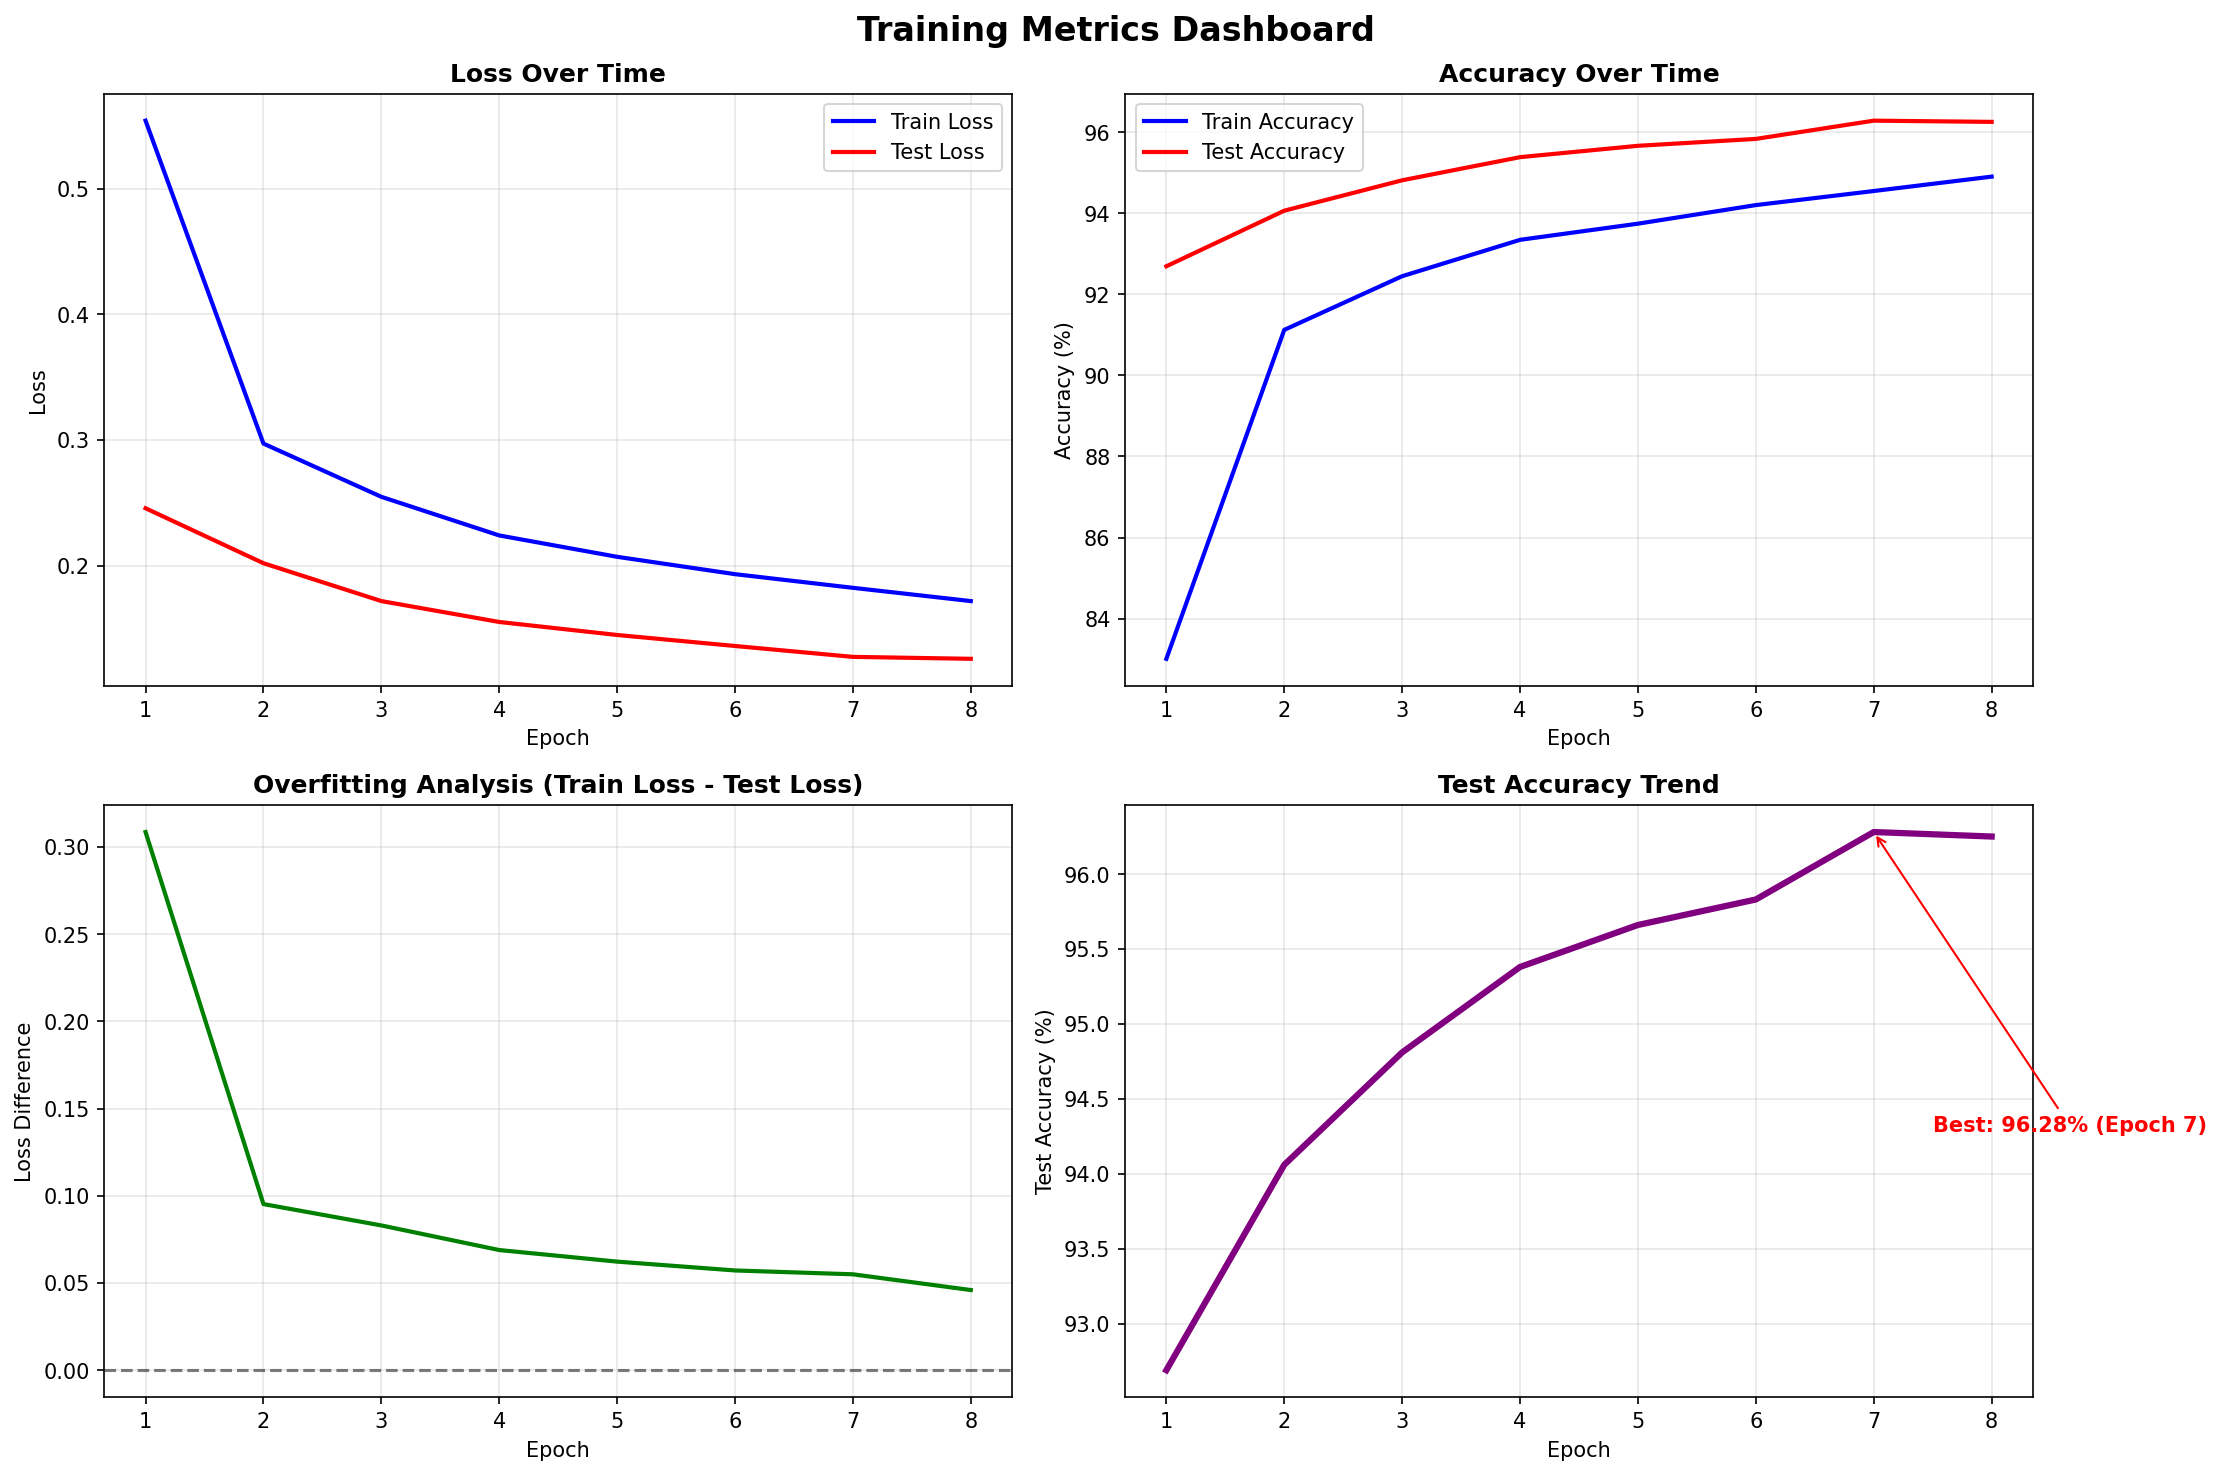 Training Metrics Dashboard
Loss Over Time
Train Loss
Test Loss
Loss
0.5
0.4
0.3
0.2
1 2 3 4 5 6 7 8
Epoch
Accuracy Over Time
Train Accuracy
Test Accuracy
Accuracy (%)
96
94
92
90
88
86
84
1 2 3 4 5 6 7 8
Epoch
Overfitting Analysis (Train Loss - Test Loss)
Loss Difference
0.30
0.25
0.20
0.15
0.10
0.05
0.00
1 2 3 4 5 6 7 8
Epoch
Test Accuracy Trend
Test Accuracy (%)
96.0
95.5
95.0
94.5
94.0
93.5
93.0
Best: 96.28% (Epoch 7)
1 2 3 4 5 6 7 8
Epoch